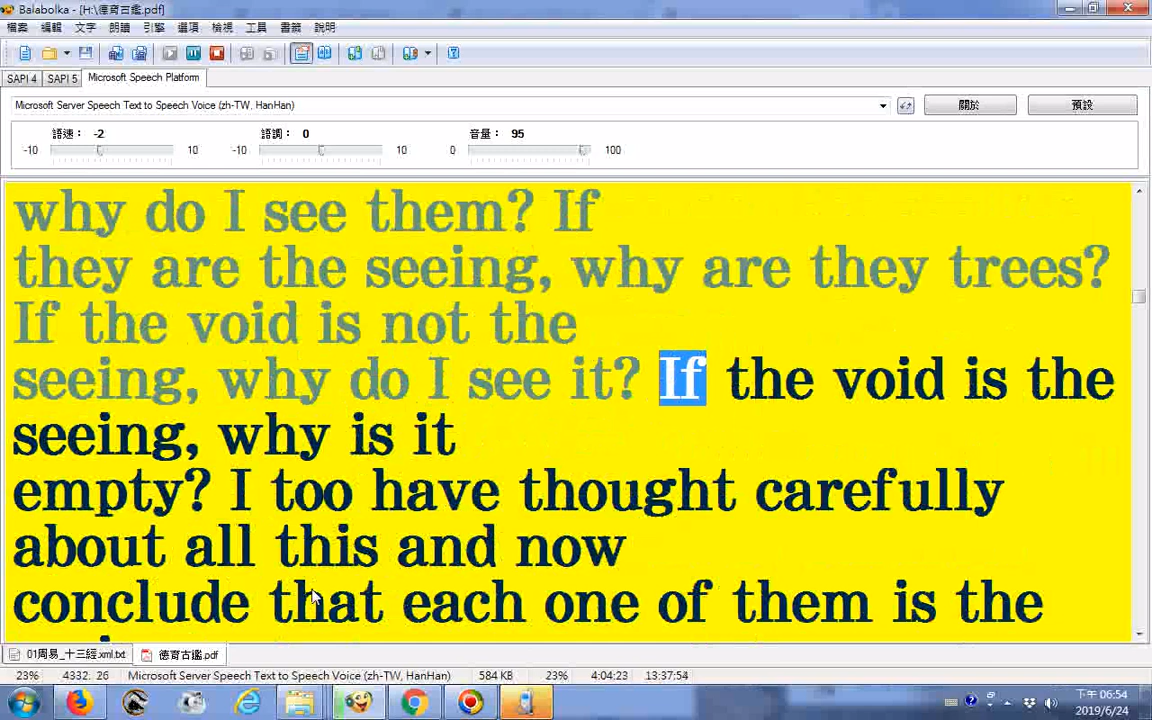 Balabolka - [H:\德育古鑑.pdf]
檔案 編輯 文字 朗讀 引擎 選項 檢視 工具 書籤 說明
SAPI 4 SAPI 5 Microsoft Speech Platform
Microsoft Server Speech Text to Speech Voice (zh-TW, HanHan) 關於 預設
語速： -2 語調： 0 音量： 95
-10 10 -10 10 0 100
why do I see them? If
they are the seeing, why are they trees?
If the void is not the
seeing, why do I see it? If the void is the
seeing, why is it
empty? I too have thought carefully
about all this and now
conclude that each one of them is the
01周易_十三經.xml.txt 德育古鑑.pdf
23% 4332. 26 Microsoft Server Speech Text to Speech Voice (zh-TW, HanHan) 584 KB 23% 4:04:23 13:37:54
下午 06:54
2019/6/24